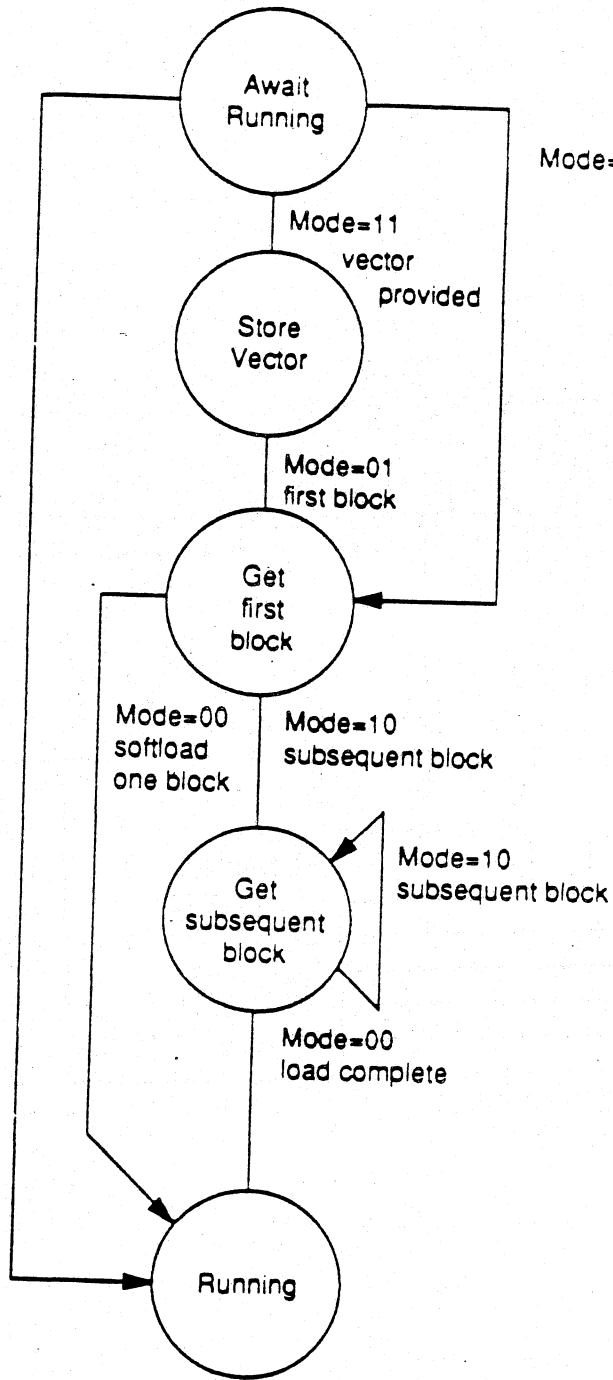 Await
Running
Mode=
Mode=11
vector
provided
Store
Vector
Mode=01
first block
Get
first
block
Mode=00
softload
one block
Mode=10
subsequent block
Get
subsequent
block
Mode=10
subsequent block
Mode=00
load complete
Running